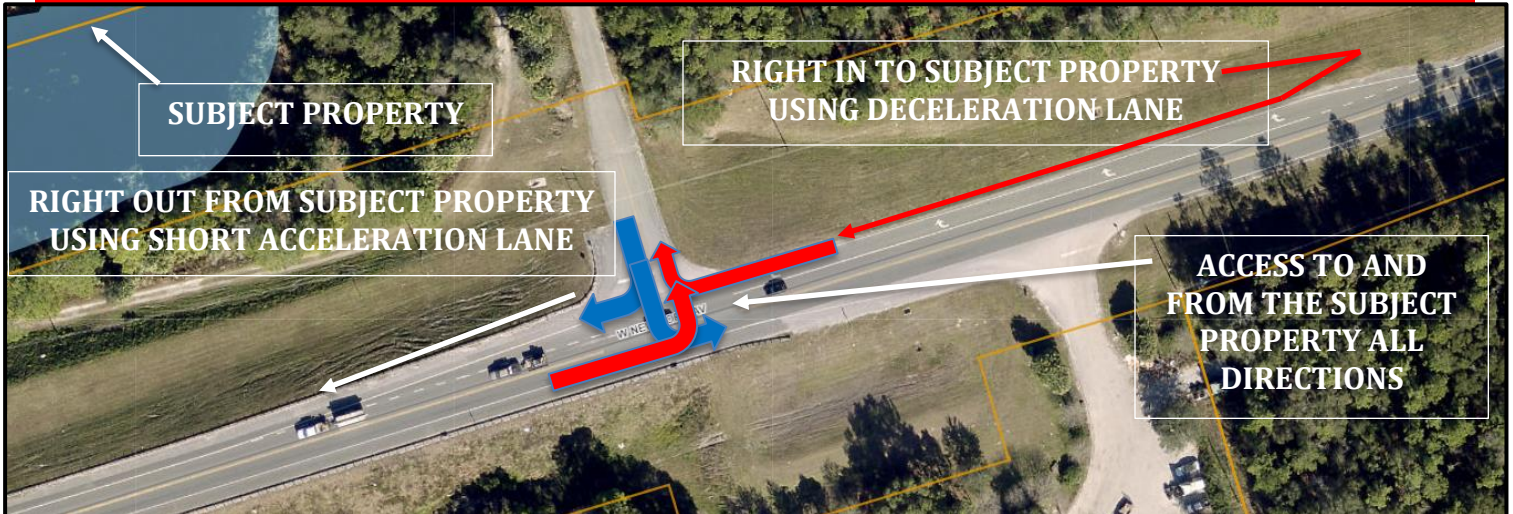 SUBJECT PROPERTY
RIGHT IN TO SUBJECT PROPERTY
USING DECELERATION LANE
RIGHT OUT FROM SUBJECT PROPERTY
USING SHORT ACCELERATION LANE
ACCESS TO AND
FROM THE SUBJECT
PROPERTY ALL
DIRECTIONS